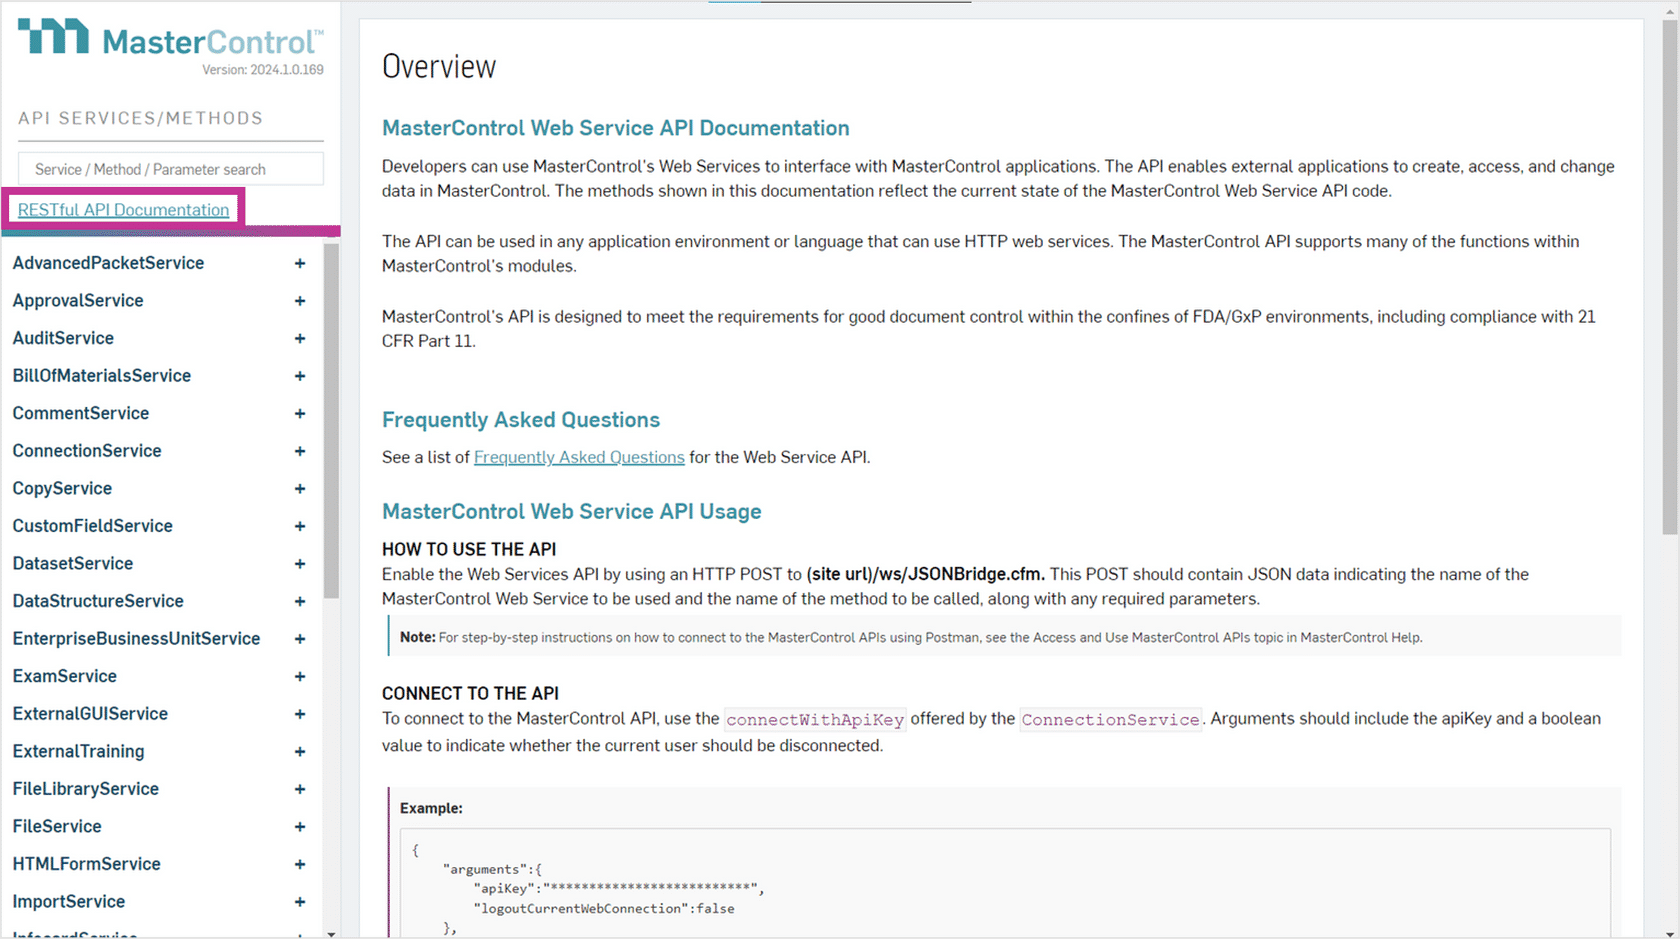 MasterControl™
Version: 2024.1.0.169
API SERVICES/METHODS
Service / Method / Parameter search
RESTful API Documentation
AdvancedPacketService +
ApprovalService +
AuditService +
BillOfMaterialsService +
CommentService +
ConnectionService +
CopyService +
CustomFieldService +
DatasetService +
DataStructureService +
EnterpriseBusinessUnitService +
ExamService +
ExternalGUIService +
ExternalTraining +
FileLibraryService +
FileService +
HTMLFormService +
ImportService +
InfocardService
Overview
MasterControl Web Service API Documentation
Developers can use MasterControl's Web Services to interface with MasterControl applications. The API enables external applications to create, access, and change
data in MasterControl. The methods shown in this documentation reflect the current state of the MasterControl Web Service API code.
The API can be used in any application environment or language that can use HTTP web services. The MasterControl API supports many of the functions within
MasterControl's modules.
MasterControl's API is designed to meet the requirements for good document control within the confines of FDA/GxP environments, including compliance with 21
CFR Part 11.
Frequently Asked Questions
See a list of Frequently Asked Questions for the Web Service API.
MasterControl Web Service API Usage
HOW TO USE THE API
Enable the Web Services API by using an HTTP POST to (site url)/ws/JSONBridge.cfm. This POST should contain JSON data indicating the name of the
MasterControl Web Service to be used and the name of the method to be called, along with any required parameters.
Note: For step-by-step instructions on how to connect to the MasterControl APIs using Postman, see the Access and Use MasterControl APIs topic in MasterControl Help.
CONNECT TO THE API
To connect to the MasterControl API, use the connectWithApiKey offered by the ConnectionService. Arguments should include the apiKey and a boolean
value to indicate whether the current user should be disconnected.
Example:
{
"arguments":{
"apiKey":"**************************",
"logoutCurrentWebConnection":false
},